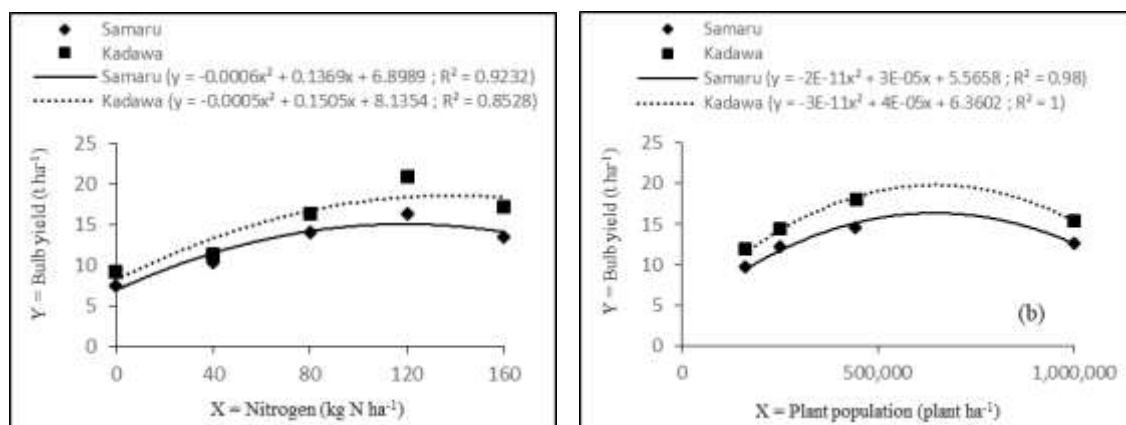 Samaru
Kadawa
Samaru (y = -0.0006x² + 0.1369x + 6.8989 ; R² = 0.9232)
Kadawa (y = -0.0005x² + 0.1505x + 8.1354 ; R² = 0.8528)
25
20
15
10
5
0
0 40 80 120 160
Y = Bulb yield (t ha⁻¹)
X = Nitrogen (kg N ha⁻¹)
Samaru
Kadawa
Samaru (y = -2E-11x² + 3E-05x + 5.5658 ; R² = 0.98)
Kadawa (y = -3E-11x² + 4E-05x + 6.3602 ; R² = 1)
25
20
15
10
5
0
0 500,000 1,000,000
Y = Bulb yield (t ha⁻¹)
(b)
X = Plant population (plant ha⁻¹)